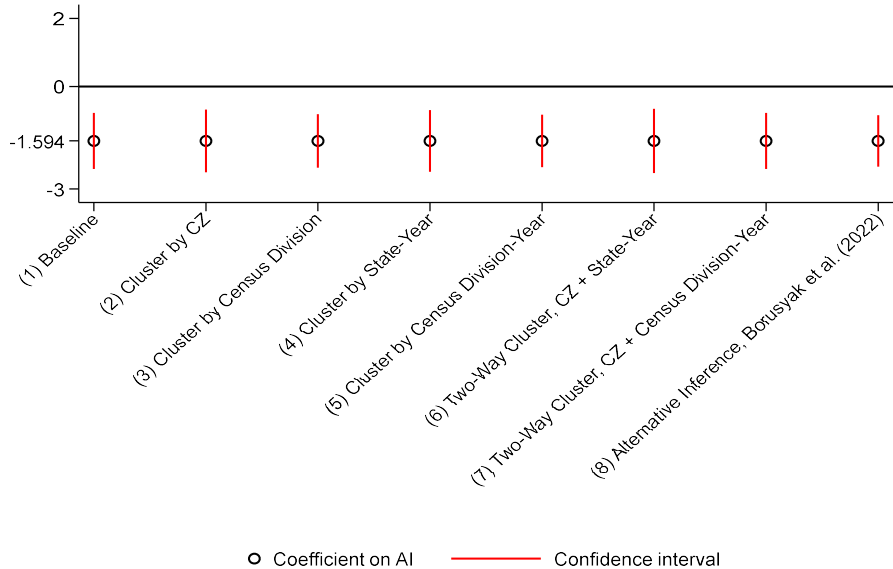 2
0
-1.594
-3
(1) Baseline
(2) Cluster by CZ
(3) Cluster by Census Division
(4) Cluster by State-Year
(5) Cluster by Census Division-Year
(6) Two-Way Cluster, CZ + State-Year
(7) Two-Way Cluster, CZ + Census Division-Year
(8) Alternative Inference, Borusyak et al. (2022)
Coefficient on AI
Confidence interval